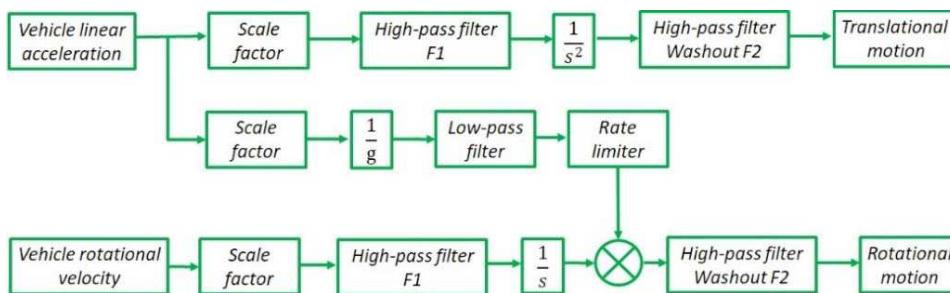 Vehicle linear
acceleration
Scale
factor
High-pass filter
F1
1
s²
High-pass filter
Washout F2
Translational
motion
Scale
factor
1
g
Low-pass
filter
Rate
limiter
Vehicle rotational
velocity
Scale
factor
High-pass filter
F1
1
s
High-pass filter
Washout F2
Rotational
motion